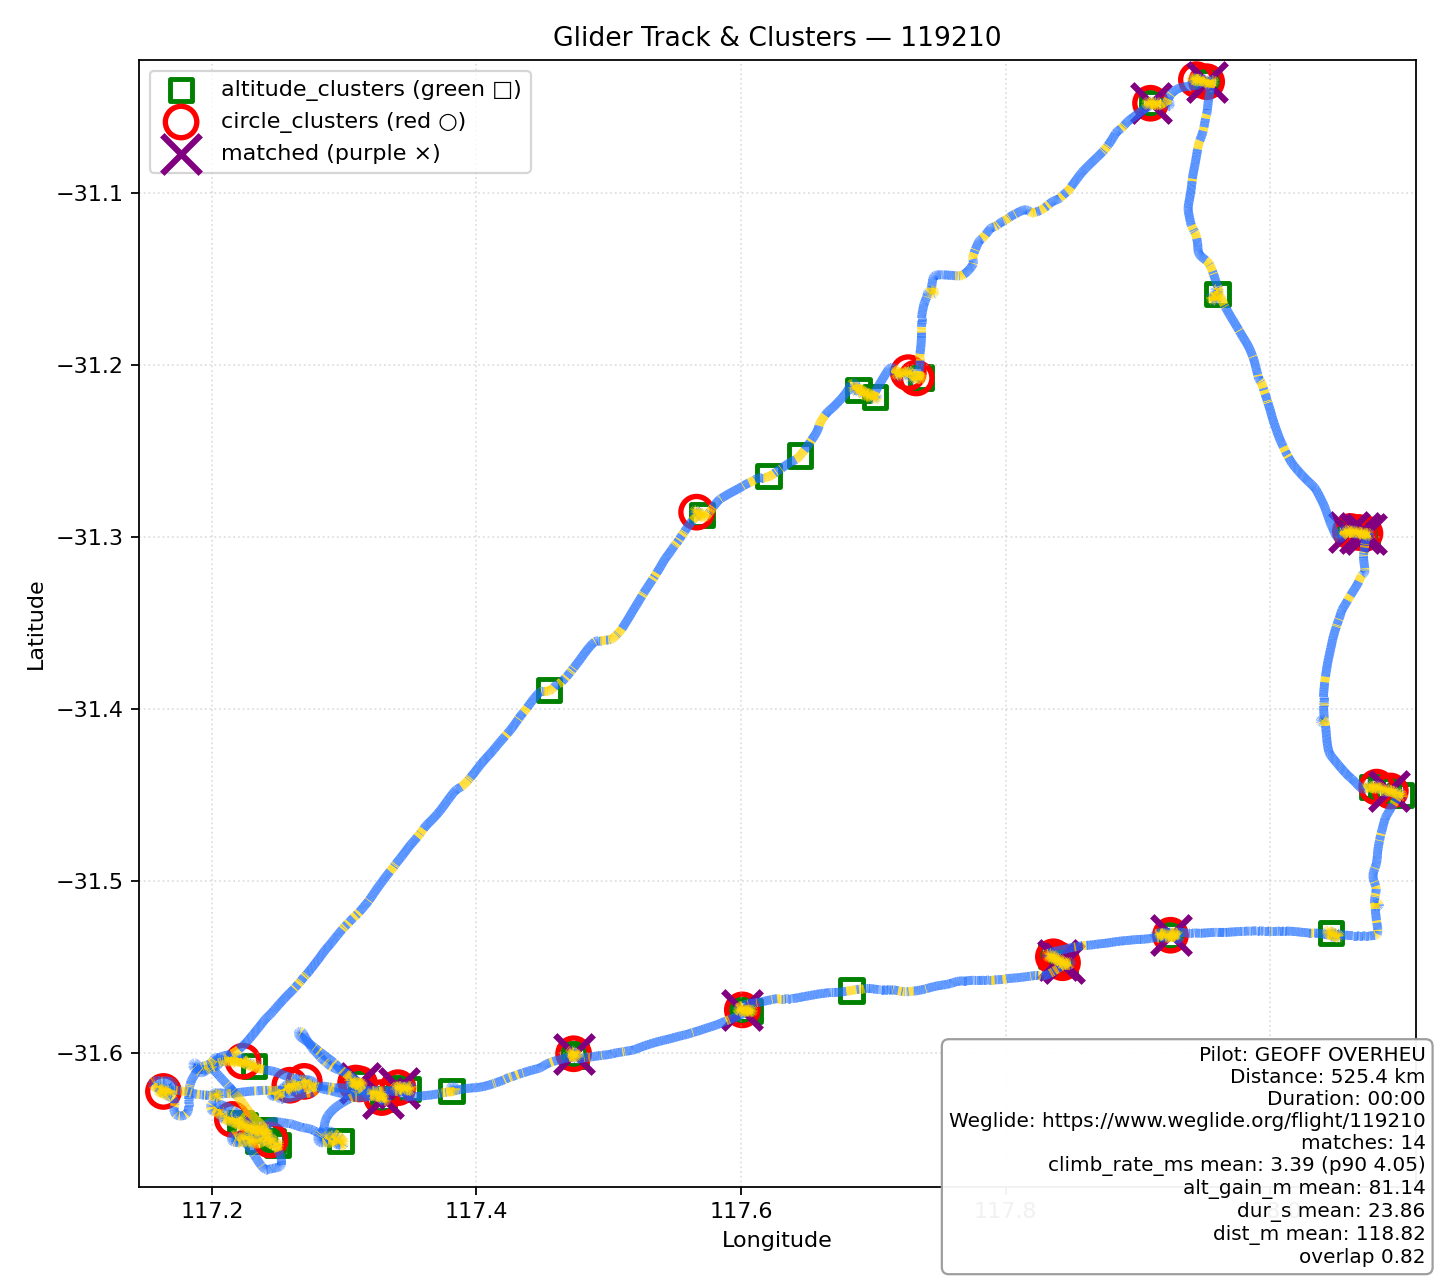 Glider Track & Clusters — 119210
altitude_clusters (green □)
circle_clusters (red ○)
matched (purple ×)
−31.1
−31.2
−31.3
−31.4
−31.5
−31.6
Latitude
117.2
117.4
117.6
117.8
Longitude
Pilot: GEOFF OVERHEU
Distance: 525.4 km
Duration: 00:00
Weglide: https://www.weglide.org/flight/119210
matches: 14
climb_rate_ms mean: 3.39 (p90 4.05)
alt_gain_m mean: 81.14
dur_s mean: 23.86
dist_m mean: 118.82
overlap 0.82